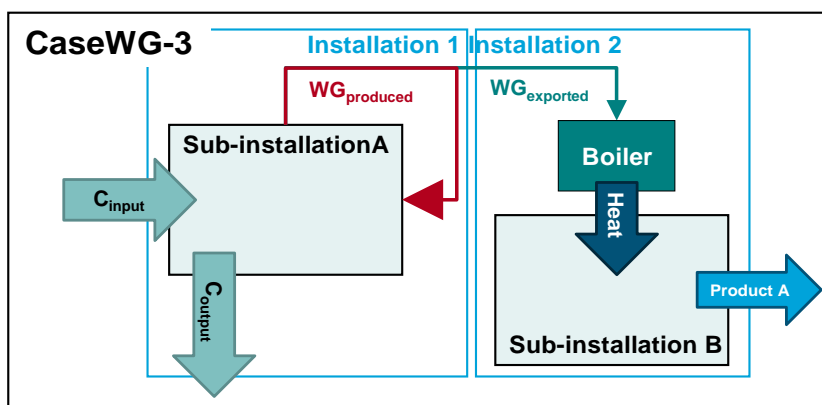 CaseWG-3
Installation 1 Installation 2
WGproduced
WGexported
Sub-installationA
Boiler
Cinput
Heat
Coutput
Product A
Sub-installation B